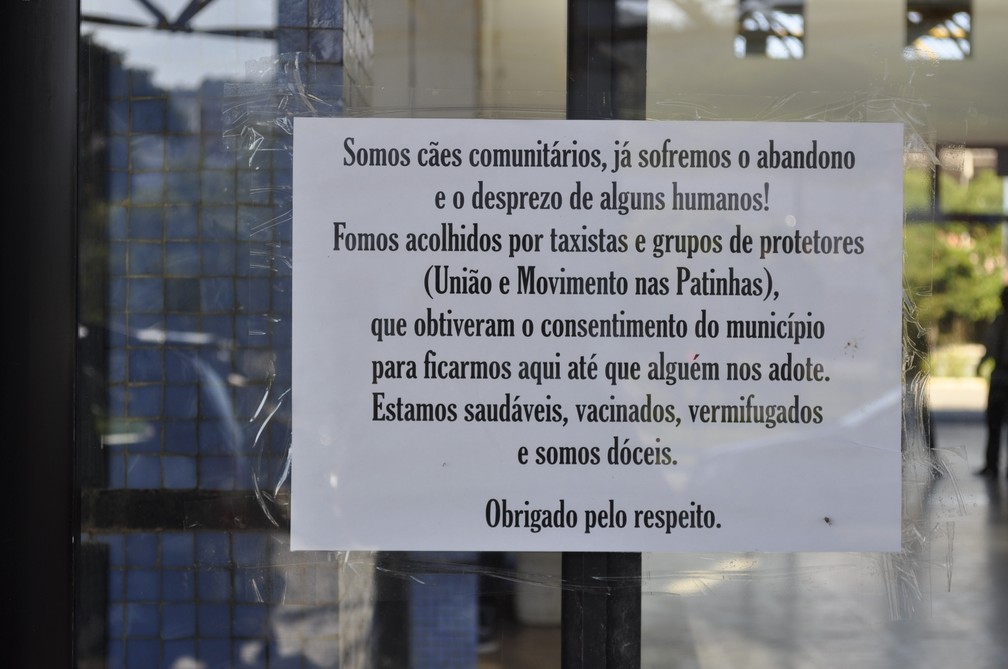 Somos cães comunitários, já sofremos o abandono
e o desprezo de alguns humanos!
Fomos acolhidos por taxistas e grupos de protetores
(União e Movimento nas Patinhas),
que obtiveram o consentimento do município
para ficarmos aqui até que alguém nos adote.
Estamos saudáveis, vacinados, vermifugados
e somos dóceis.
Obrigado pelo respeito.